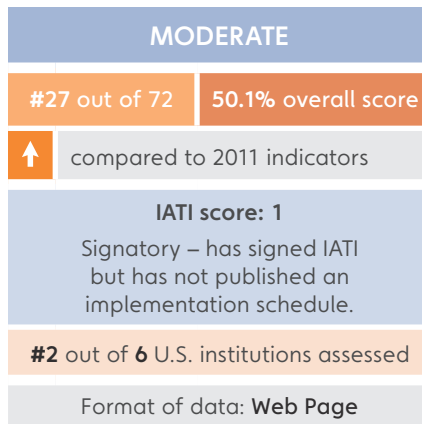 MODERATE
#27 out of 72 50.1% overall score
compared to 2011 indicators
IATI score: 1
Signatory – has signed IATI
but has not published an
implementation schedule.
#2 out of 6 U.S. institutions assessed
Format of data: Web Page